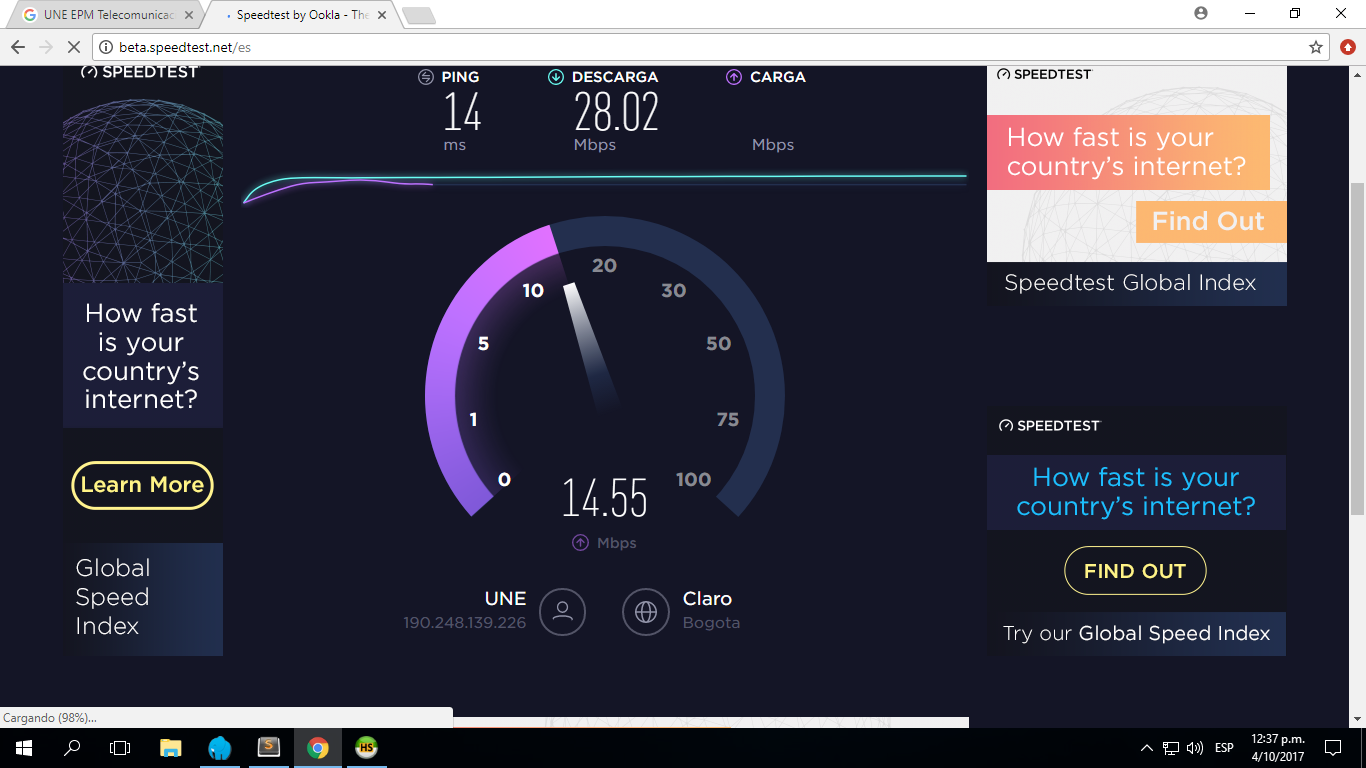 UNE EPM Telecomunicac
Speedtest by Ookla - The
beta.speedtest.net/es
SPEEDTEST
How fast
is your
country's
internet?
Learn More
Global
Speed
Index
PING
14
ms
DESCARGA
28.02
Mbps
CARGA
Mbps
0
1
5
10
20
30
50
75
100
14.55
Mbps
UNE
190.248.139.226
Claro
Bogota
SPEEDTEST
How fast is your
country's internet?
Find Out
Speedtest Global Index
SPEEDTEST
How fast is your
country's internet?
FIND OUT
Try our Global Speed Index
Cargando (98%)...
S
HS
ESP
12:37 p.m.
4/10/2017